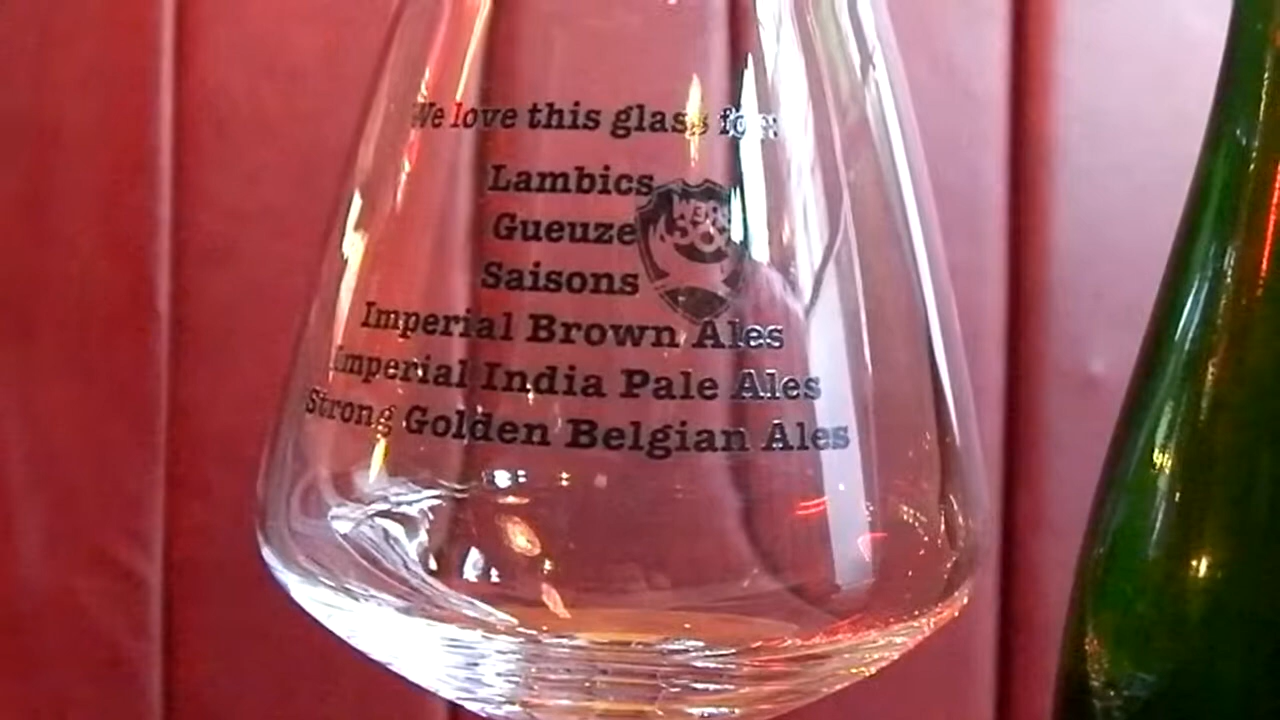 We love this glass for:
Lambics
Gueuze
Saisons
Imperial Brown Ales
Imperial India Pale Ales
Strong Golden Belgian Ales